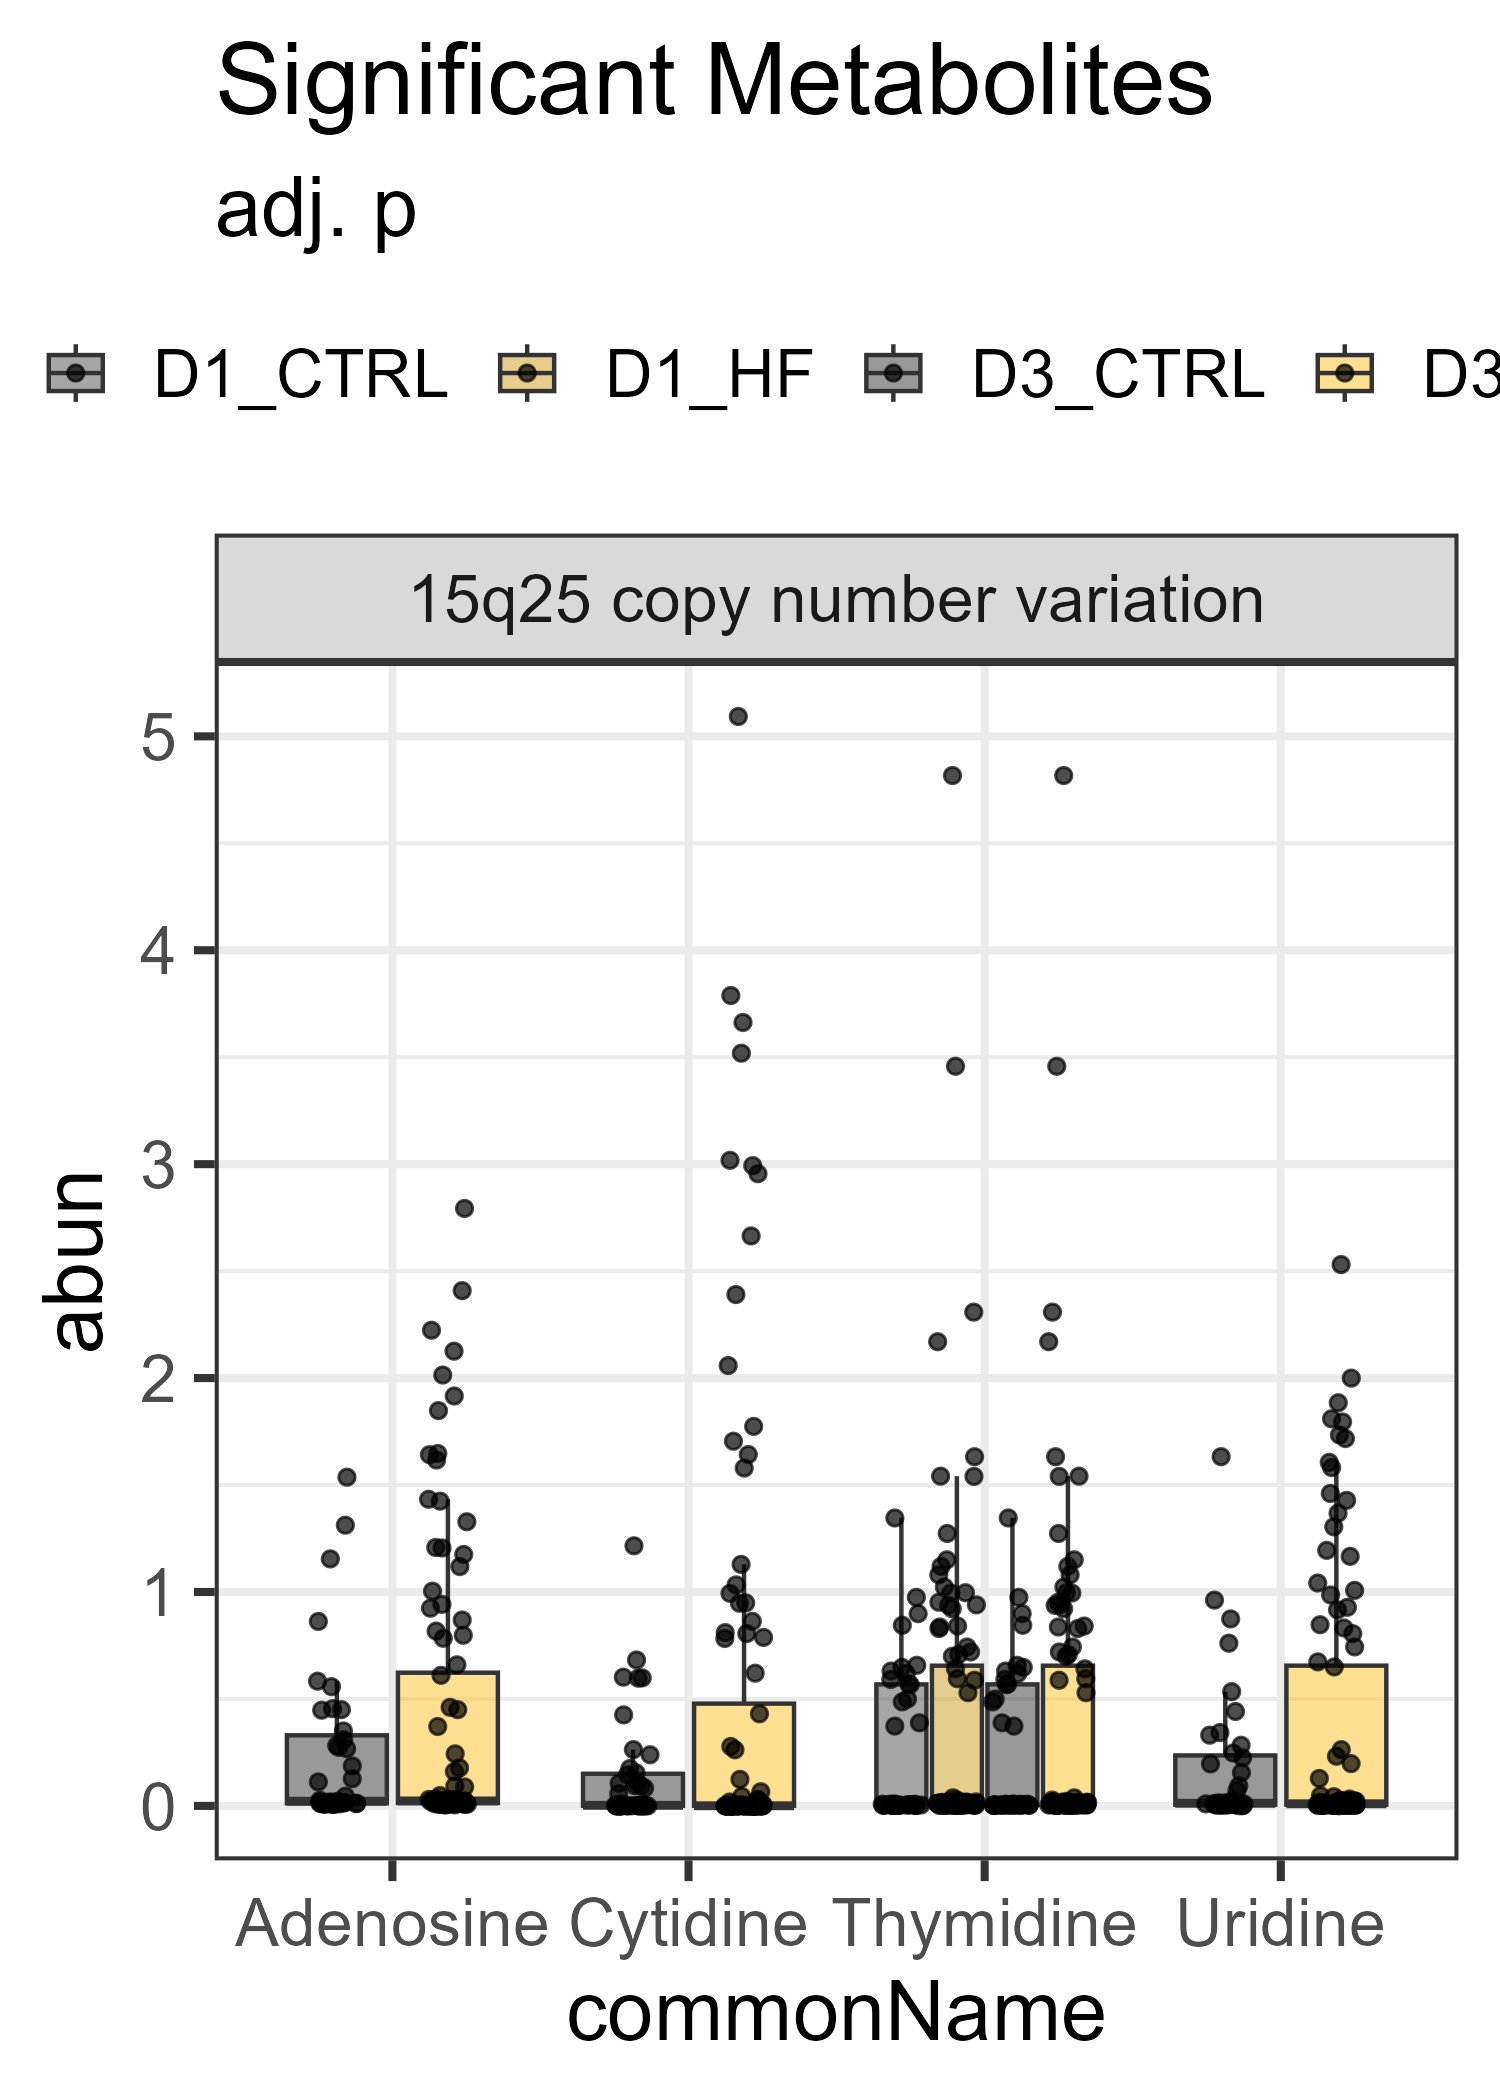 Significant Metabolites
adj. p
D1_CTRL D1_HF D3_CTRL D3
15q25 copy number variation
5
4
3
2
1
0
abun
Adenosine Cytidine Thymidine Uridine
commonName